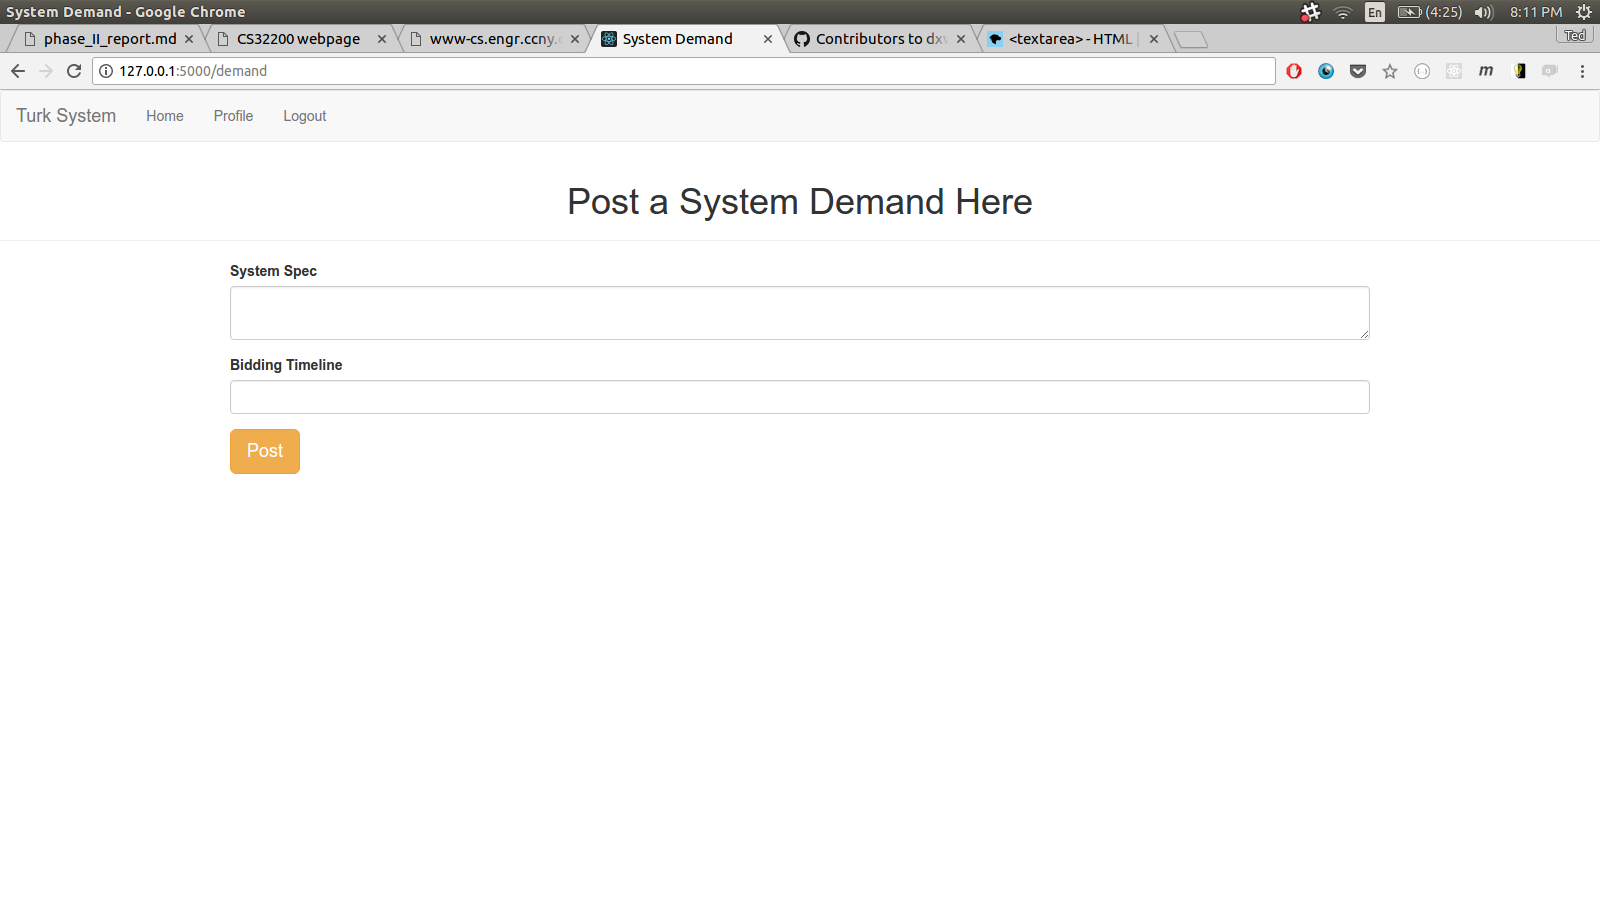 System Demand - Google Chrome
En (4:25) 8:11 PM
phase_II_report.md CS32200 webpage www-cs.engr.ccny. System Demand Contributors to dxv <textarea> - HTML Ted
127.0.0.1:5000/demand m
Turk System Home Profile Logout
Post a System Demand Here
System Spec
Bidding Timeline
Post